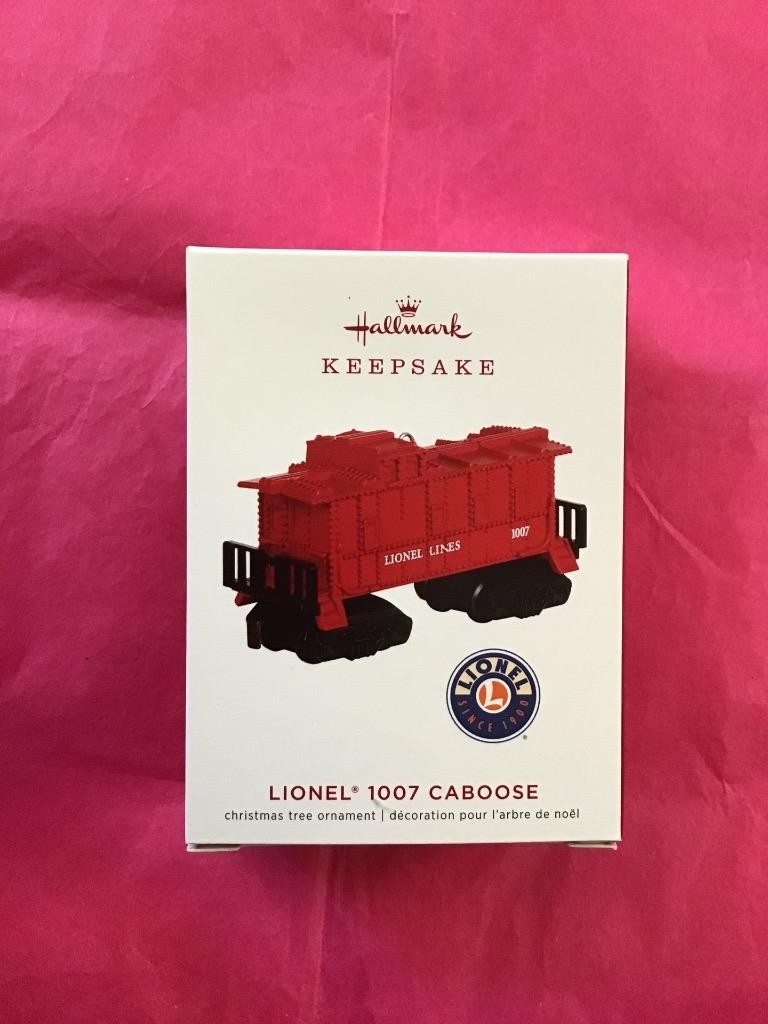 Hallmark
KEEPSAKE
LIONEL LINES 1007
LIONEL
L
SINCE 1900
®
LIONEL® 1007 CABOOSE
christmas tree ornament | décoration pour l'arbre de noël